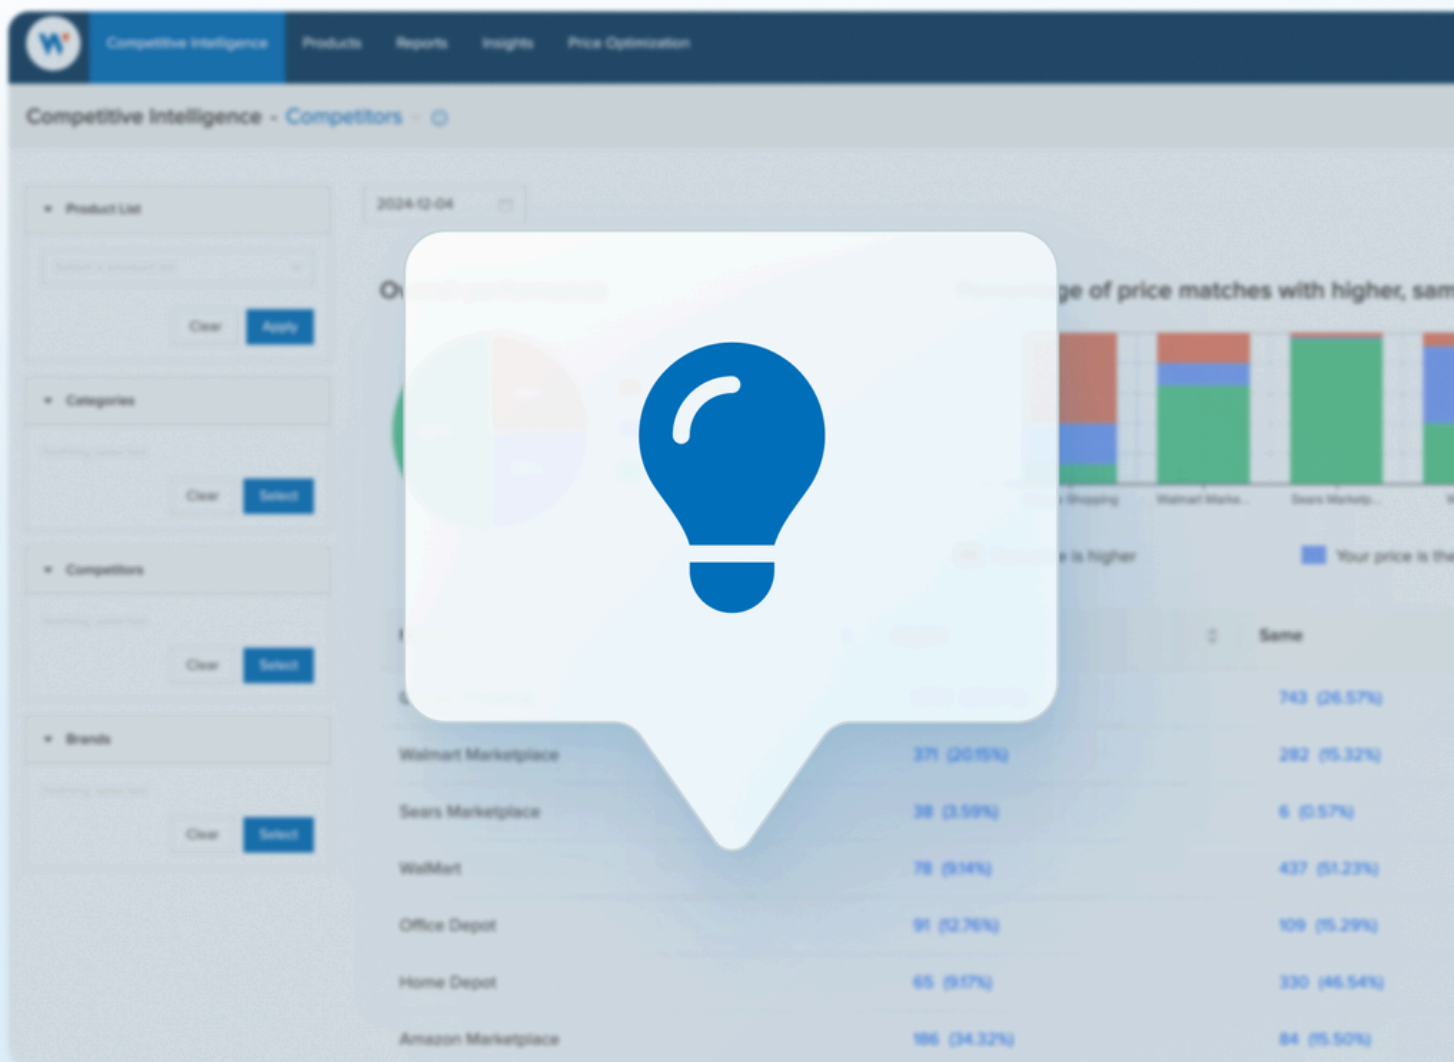 Competitive Intelligence Products Reports Insights Price Optimization
Competitive Intelligence - Competitors
Product List
2024-12-04
Select a product list
Clear Apply
ge of price matches with higher, sam
Categories
Clear Select
Shopping Walmart Marke... Sears Marketp...
is higher Your price is the
Competitors
Clear Select
Same
743 (26.57%)
Brands
Clear Select
Walmart Marketplace 371 (20.15%) 282 (15.32%)
Sears Marketplace 38 (3.59%) 6 (0.57%)
WalMart 78 (9.14%) 437 (51.23%)
Office Depot 91 (12.76%) 109 (15.29%)
Home Depot 65 (9.17%) 330 (46.54%)
Amazon Marketplace 186 (34.32%) 84 (15.50%)